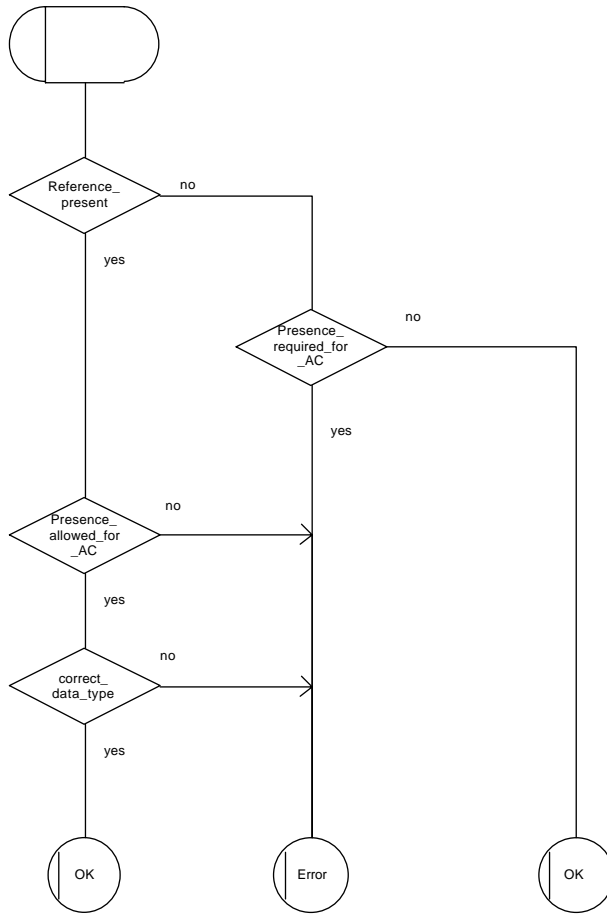 Reference_
present
no
yes
Presence_
required_for
_AC
no
yes
Presence_
allowed_for
_AC
no
yes
correct_
data_type
no
yes
OK
Error
OK